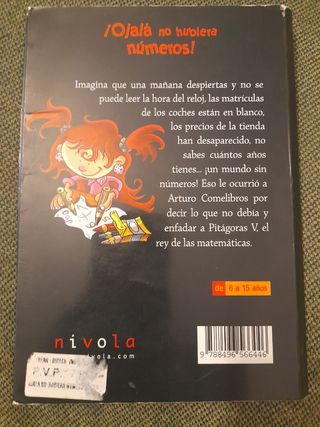 ¡Ojalá no hubiera
números!
Imagina que una mañana despiertas y no se
puede leer la hora del reloj, las matrículas
de los coches están en blanco,
los precios de la tienda
han desaparecido, no
sabes cuántos años
tienes... ¡un mundo sin
números! Eso le ocurrió a
Arturo Comelibros por
decir lo que no debía y
enfadar a Pitágoras V, el
rey de las matemáticas.
de 8 a 15 años
nivola
nivola.com
P.V.P.
9 788496 566446